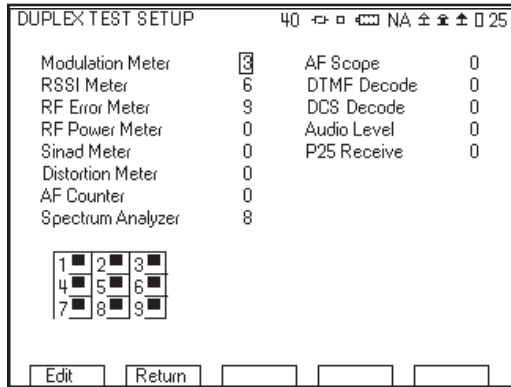 DUPLEX TEST SETUP 40 NA 25
Modulation Meter 3 AF Scope 0
RSSI Meter 6 DTMF Decode 0
RF Error Meter 9 DCS Decode 0
RF Power Meter 0 Audio Level 0
Sinad Meter 0 P25 Receive 0
Distortion Meter 0
AF Counter 0
Spectrum Analyzer 8
1 2 3
4 5 6
7 8 9
Edit Return